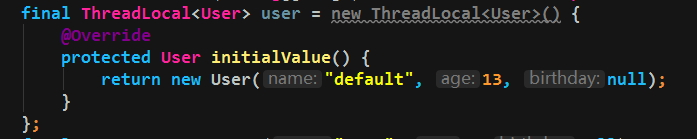 final ThreadLocal<User> user = new ThreadLocal<User>() {
@Override
protected User initialValue() {
return new User( name: "default", age: 13, birthday: null);
}
};